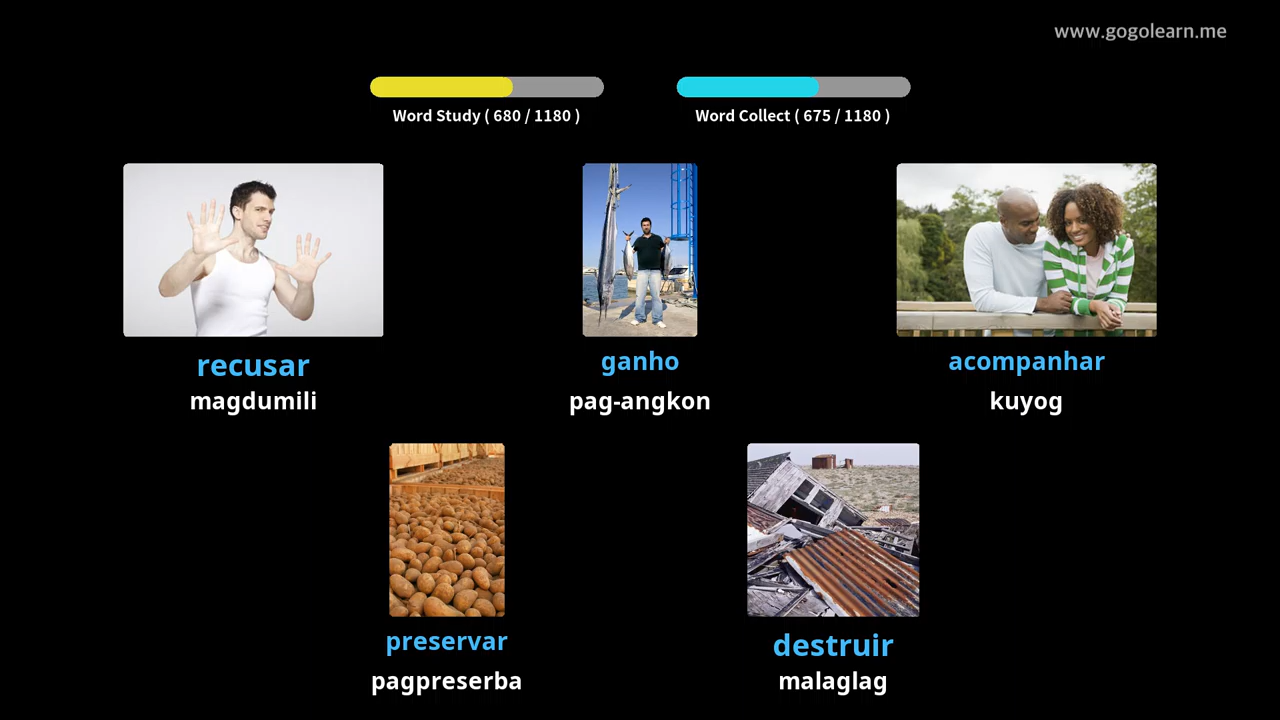 www.gogolearn.me
Word Study ( 680 / 1180 )
Word Collect ( 675 / 1180 )
recusar
magdumili
ganho
pag-angkon
acompanhar
kuyog
preservar
pagpreserba
destruir
malaglag